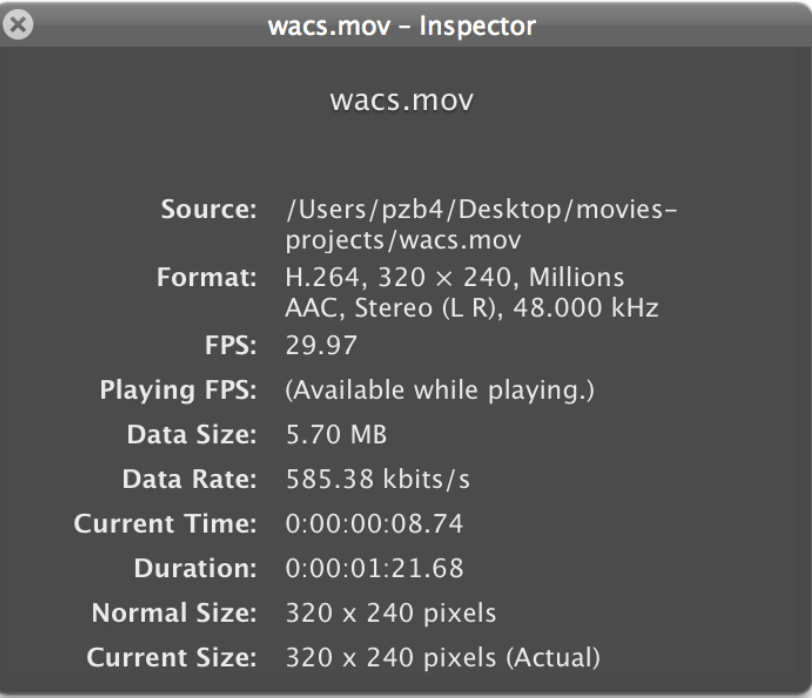 wacs.mov – Inspector
wacs.mov
Source: /Users/pzb4/Desktop/movies-
projects/wacs.mov
Format: H.264, 320 × 240, Millions
AAC, Stereo (L R), 48.000 kHz
FPS: 29.97
Playing FPS: (Available while playing.)
Data Size: 5.70 MB
Data Rate: 585.38 kbits/s
Current Time: 0:00:00:08.74
Duration: 0:00:01:21.68
Normal Size: 320 x 240 pixels
Current Size: 320 x 240 pixels (Actual)